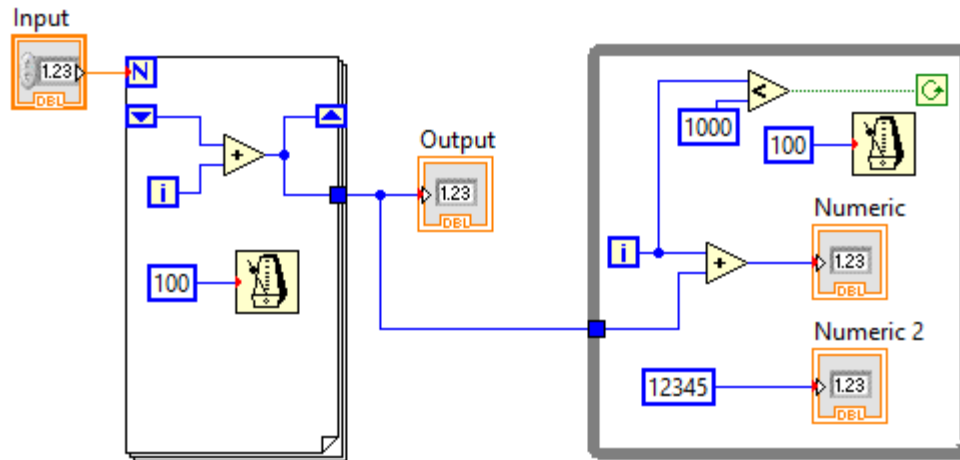 Input
1.23
DBL
N
i
+
100
Output
1.23
DBL
<
1000
100
i
+
Numeric
1.23
DBL
Numeric 2
12345
1.23
DBL